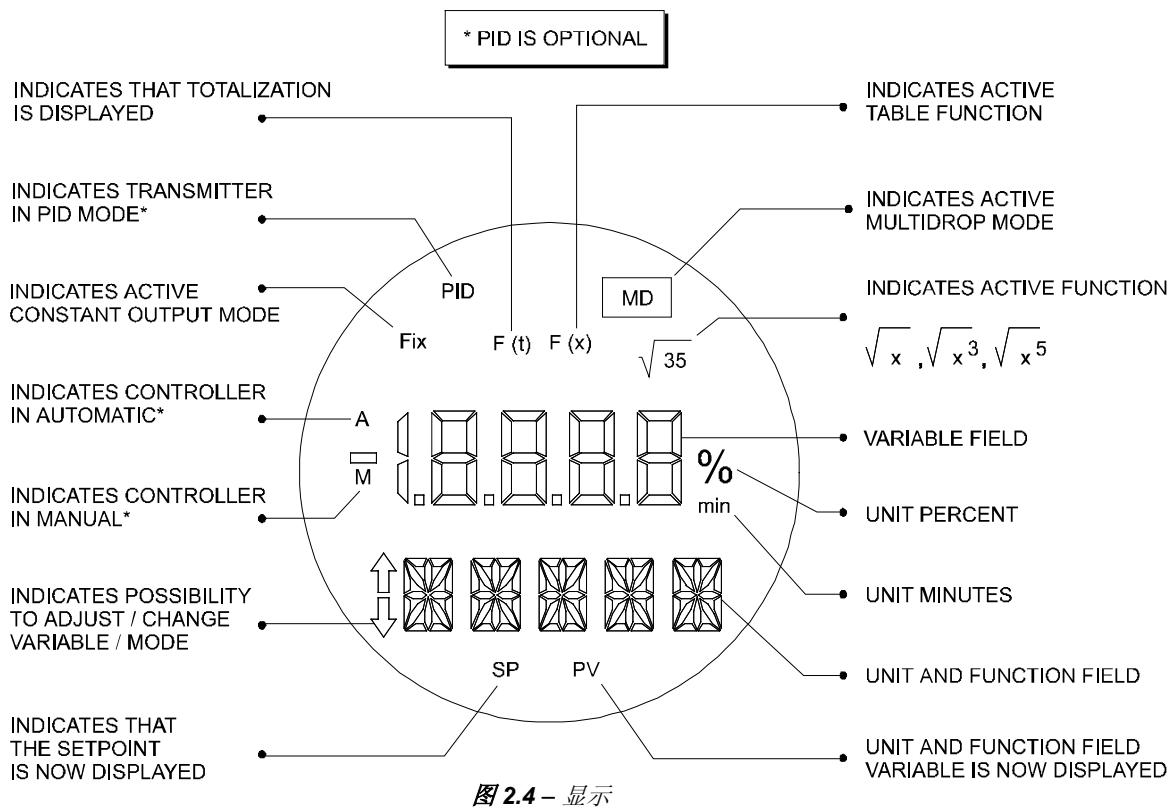 * PID IS OPTIONAL
INDICATES THAT TOTALIZATION
IS DISPLAYED
INDICATES TRANSMITTER
IN PID MODE*
INDICATES ACTIVE
CONSTANT OUTPUT MODE
INDICATES CONTROLLER
IN AUTOMATIC*
INDICATES CONTROLLER
IN MANUAL*
INDICATES POSSIBILITY
TO ADJUST / CHANGE
VARIABLE / MODE
INDICATES THAT
THE SETPOINT
IS NOW DISPLAYED
PID
MD
Fix
F (t)
F (x)
√35
A
M
18.8.8.8
%
min
SP
PV
INDICATES ACTIVE
TABLE FUNCTION
INDICATES ACTIVE
MULTIDROP MODE
INDICATES ACTIVE FUNCTION
√x , √x³, √x⁵
VARIABLE FIELD
UNIT PERCENT
UNIT MINUTES
UNIT AND FUNCTION FIELD
UNIT AND FUNCTION FIELD
VARIABLE IS NOW DISPLAYED
图 2.4 – 显示